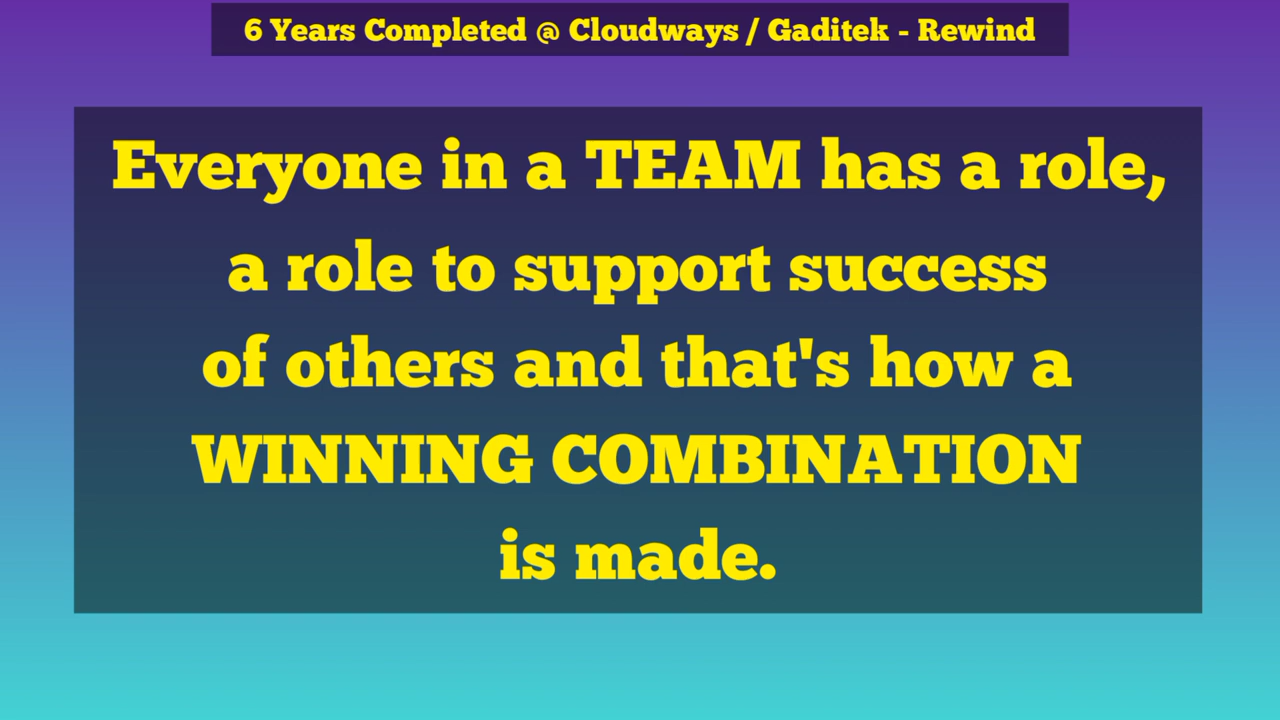 6 Years Completed @ Cloudways / Gaditek - Rewind
Everyone in a TEAM has a role,
a role to support success
of others and that's how a
WINNING COMBINATION
is made.